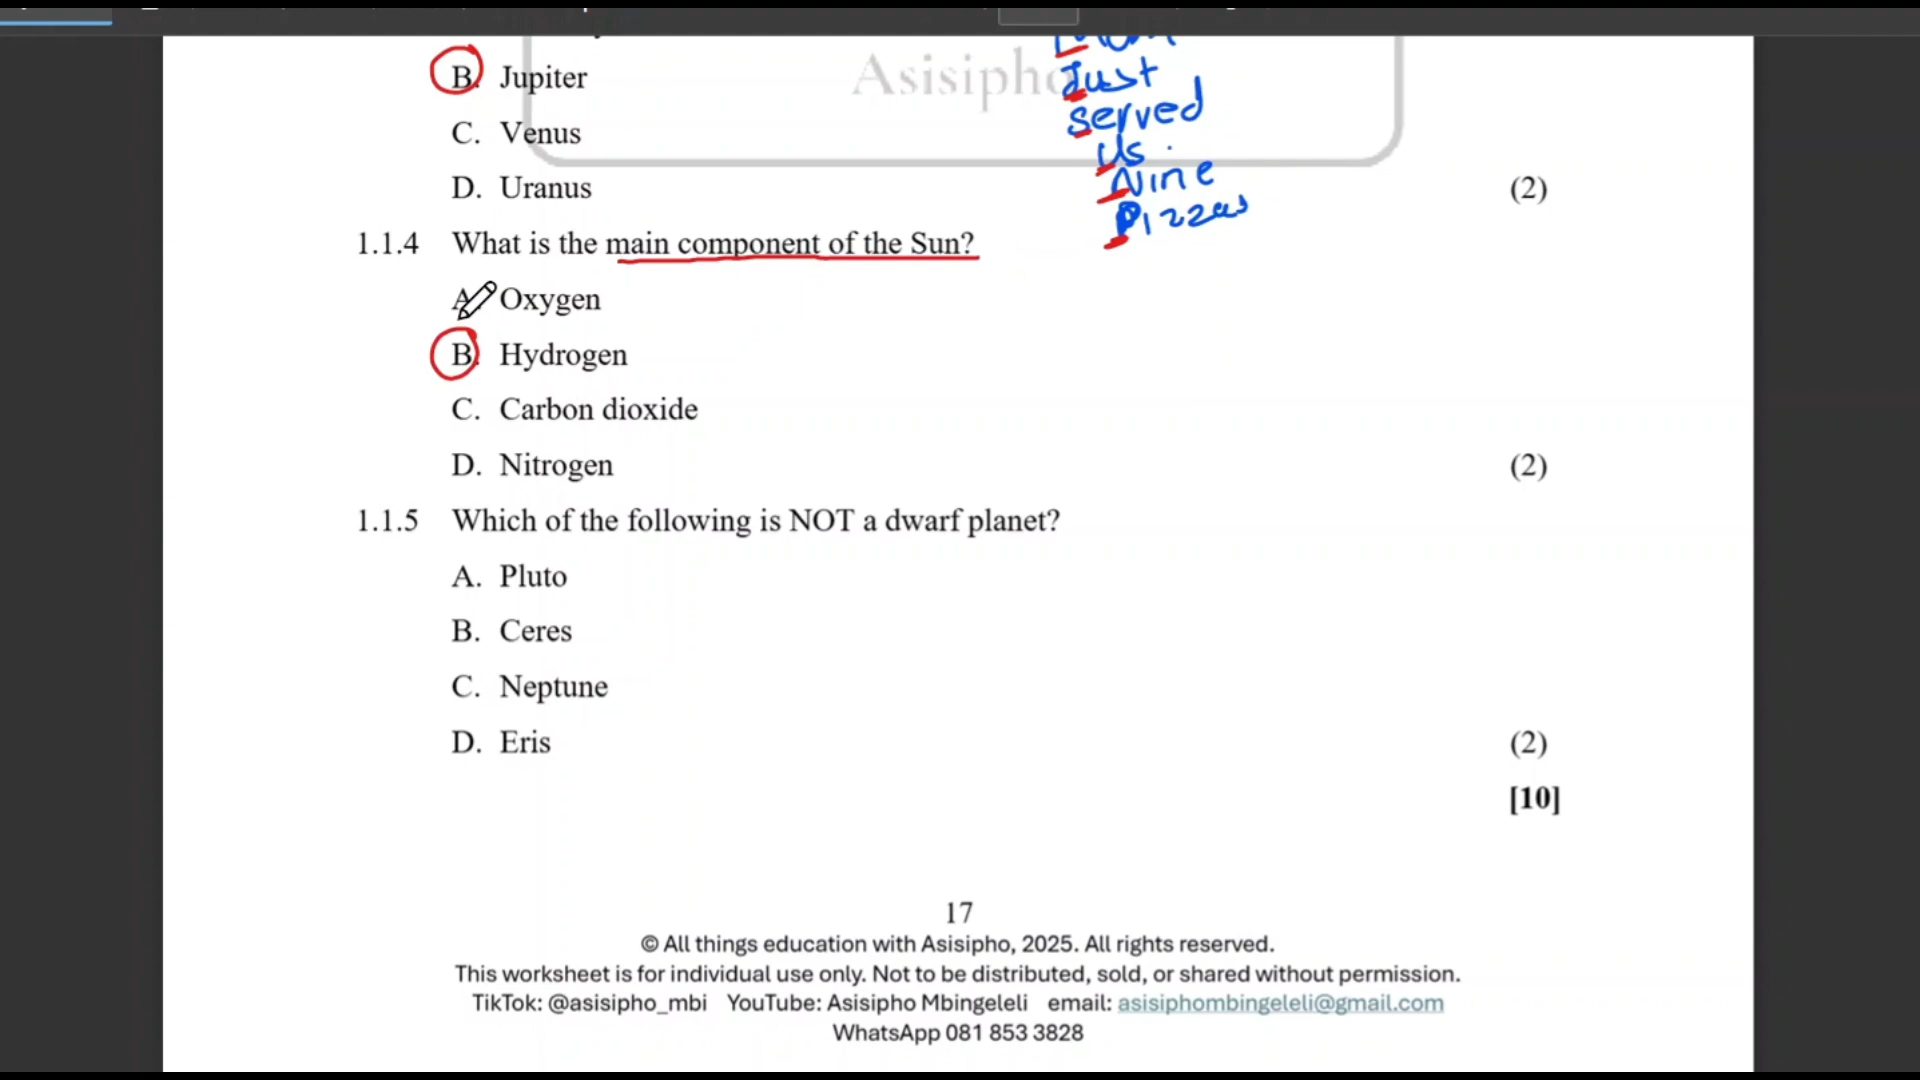 B. Jupiter
Asisipho
Just
served
C. Venus
Us
D. Uranus
Nine
(2)
Pizzas
1.1.4 What is the main component of the Sun?
A. Oxygen
B. Hydrogen
C. Carbon dioxide
D. Nitrogen
(2)
1.1.5 Which of the following is NOT a dwarf planet?
A. Pluto
B. Ceres
C. Neptune
D. Eris
(2)
[10]
17
© All things education with Asisipho, 2025. All rights reserved.
This worksheet is for individual use only. Not to be distributed, sold, or shared without permission.
TikTok: @asisipho_mbi YouTube: Asisipho Mbingeleli email: asisiphombingeleli@gmail.com
WhatsApp 081 853 3828